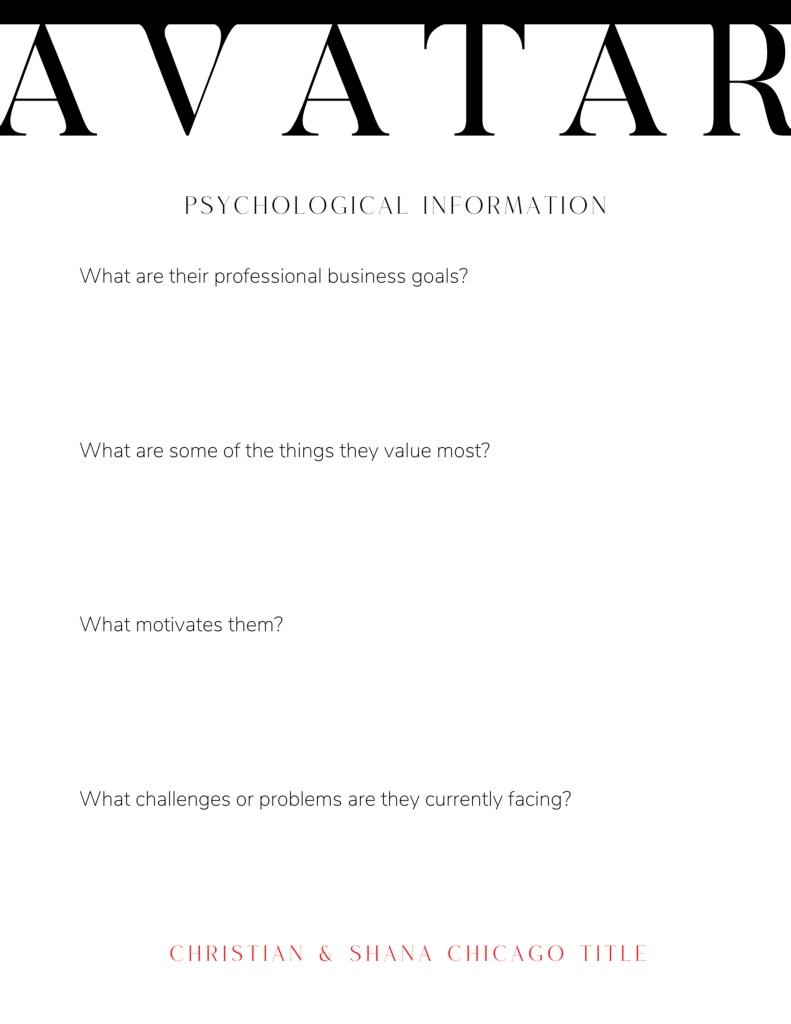 AVATAR
PSYCHOLOGICAL INFORMATION
What are their professional business goals?
What are some of the things they value most?
What motivates them?
What challenges or problems are they currently facing?
CHRISTIAN & SHANA CHICAGO TITLE